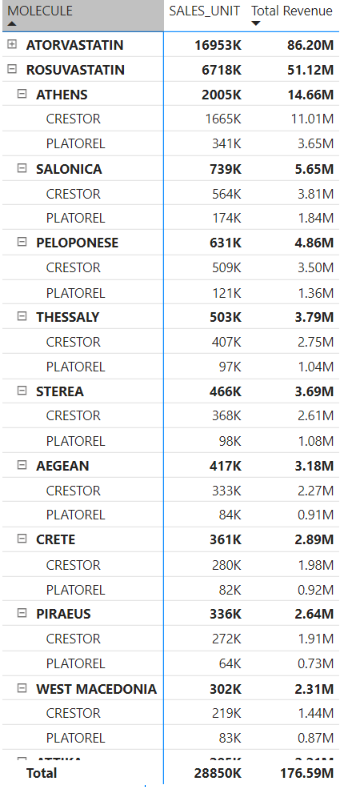 MOLECULE SALES_UNIT Total Revenue
ATORVASTATIN 16953K 86.20M
ROSUVASTATIN 6718K 51.12M
ATHENS 2005K 14.66M
CRESTOR 1665K 11.01M
PLATOREL 341K 3.65M
SALONICA 739K 5.65M
CRESTOR 564K 3.81M
PLATOREL 174K 1.84M
PELOPONESE 631K 4.86M
CRESTOR 509K 3.50M
PLATOREL 121K 1.36M
THESSALY 503K 3.79M
CRESTOR 407K 2.75M
PLATOREL 97K 1.04M
STEREA 466K 3.69M
CRESTOR 368K 2.61M
PLATOREL 98K 1.08M
AEGEAN 417K 3.18M
CRESTOR 333K 2.27M
PLATOREL 84K 0.91M
CRETE 361K 2.89M
CRESTOR 280K 1.98M
PLATOREL 82K 0.92M
PIRAEUS 336K 2.64M
CRESTOR 272K 1.91M
PLATOREL 64K 0.73M
WEST MACEDONIA 302K 2.31M
CRESTOR 219K 1.44M
PLATOREL 83K 0.87M
Total 28850K 176.59M